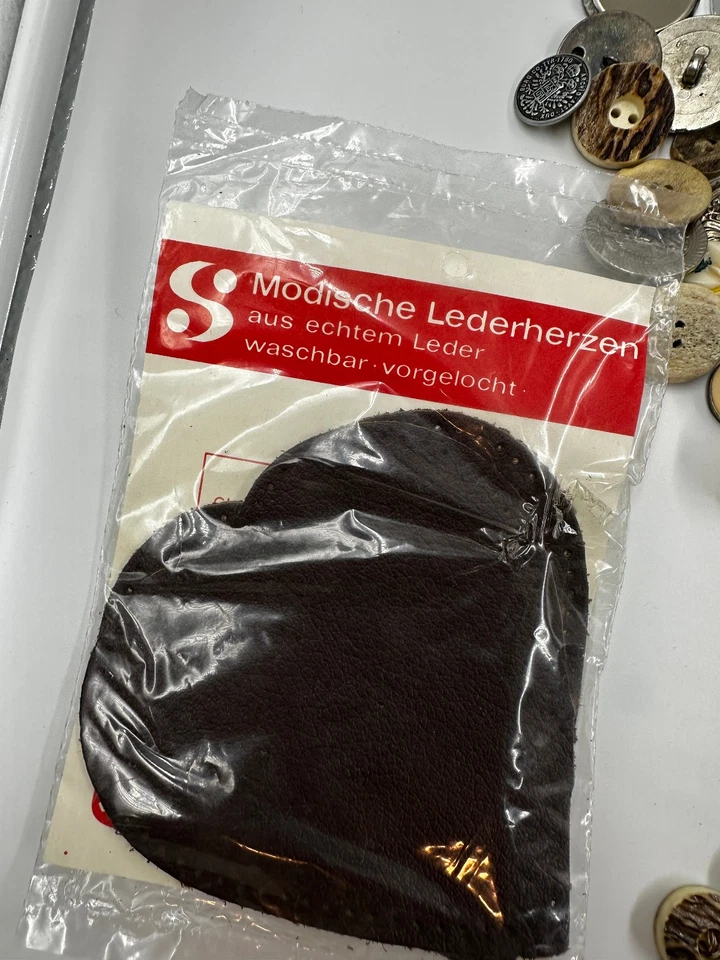 Modische Lederherzen
aus echtem Leder
waschbar · vorgelocht ·